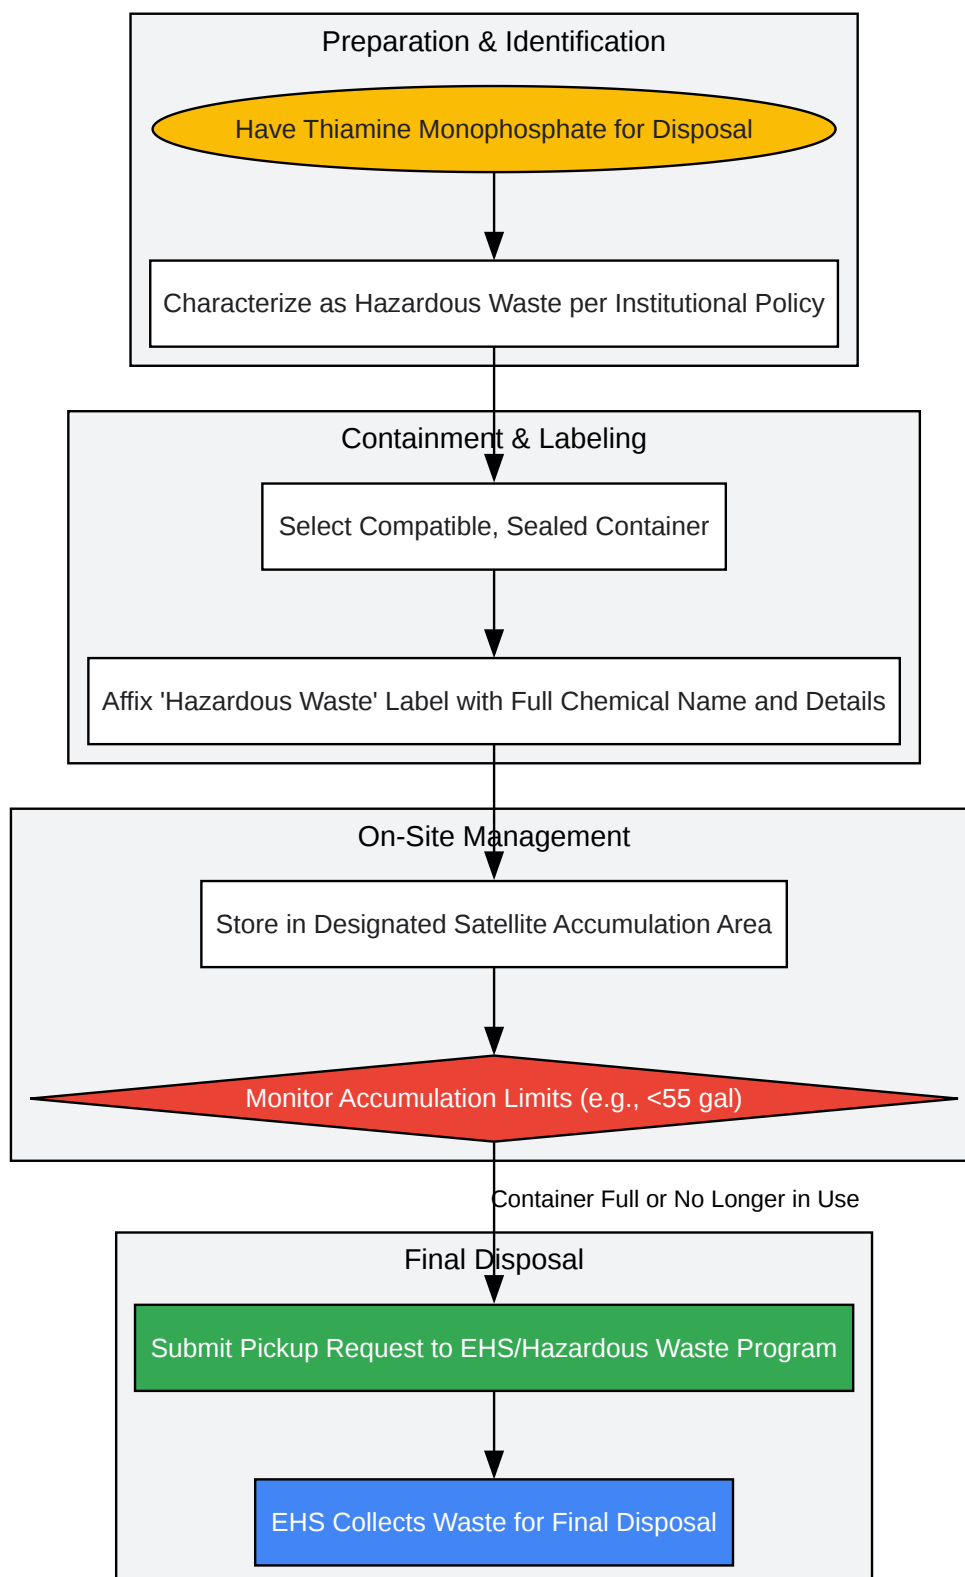 Preparation & Identification
Have Thiamine Monophosphate for Disposal
Characterize as Hazardous Waste per Institutional Policy
Containment & Labeling
Select Compatible, Sealed Container
Affix 'Hazardous Waste' Label with Full Chemical Name and Details
On-Site Management
Store in Designated Satellite Accumulation Area
Monitor Accumulation Limits (e.g., <55 gal)
Container Full or No Longer in Use
Final Disposal
Submit Pickup Request to EHS/Hazardous Waste Program
EHS Collects Waste for Final Disposal